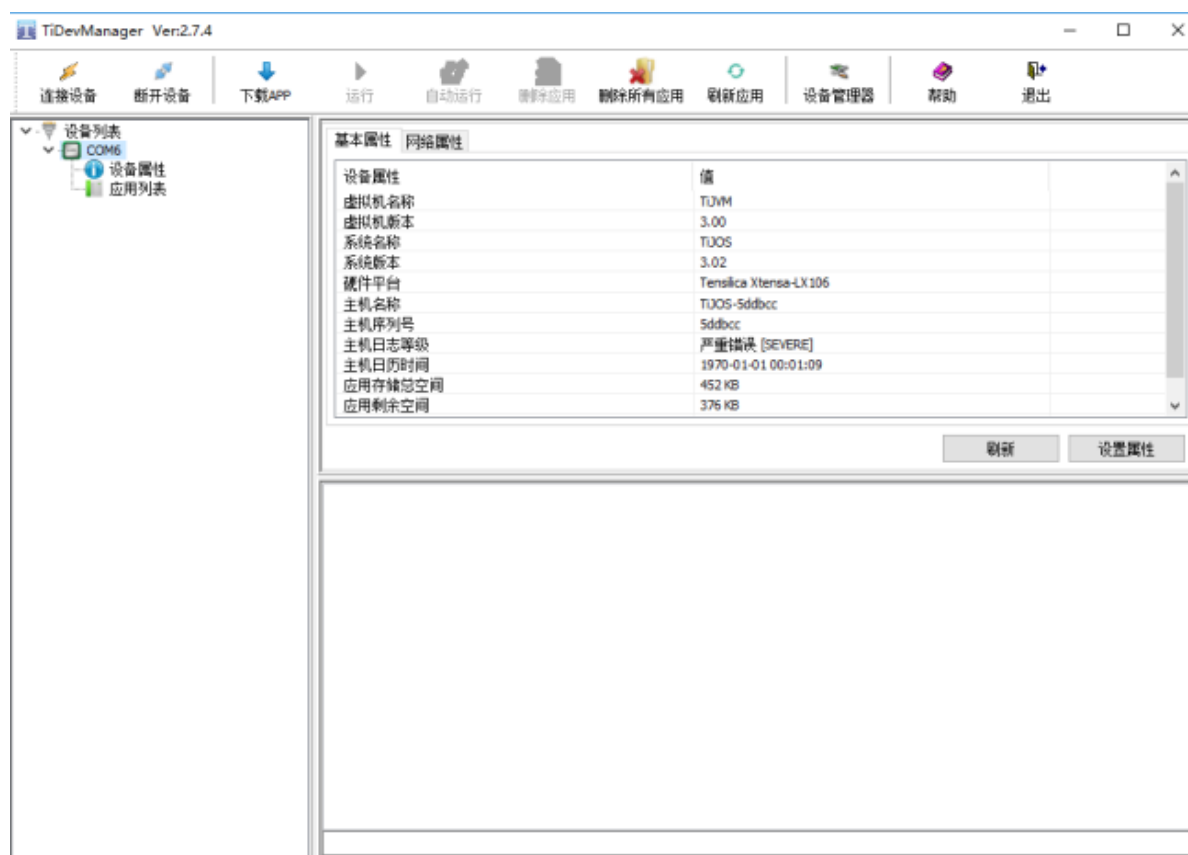 TiDevManager Ver:2.7.4
连接设备 断开设备 下载APP 运行 自动运行 删除应用 删除所有应用 刷新应用 设备管理器 帮助 退出
设备列表
COM6
设备属性
应用列表
基本属性 网络属性
设备属性 值
虚拟机名称 TiJVM
虚拟机版本 3.00
系统名称 TiJOS
系统版本 3.02
硬件平台 Tensilica Xtensa-LX106
主机名称 TiJOS-5ddbcc
主机序列号 5ddbcc
主机日志等级 严重错误 [SEVERE]
主机日历时间 1970-01-01 00:01:09
应用存储总空间 452 KB
应用剩余空间 376 KB
刷新 设置属性